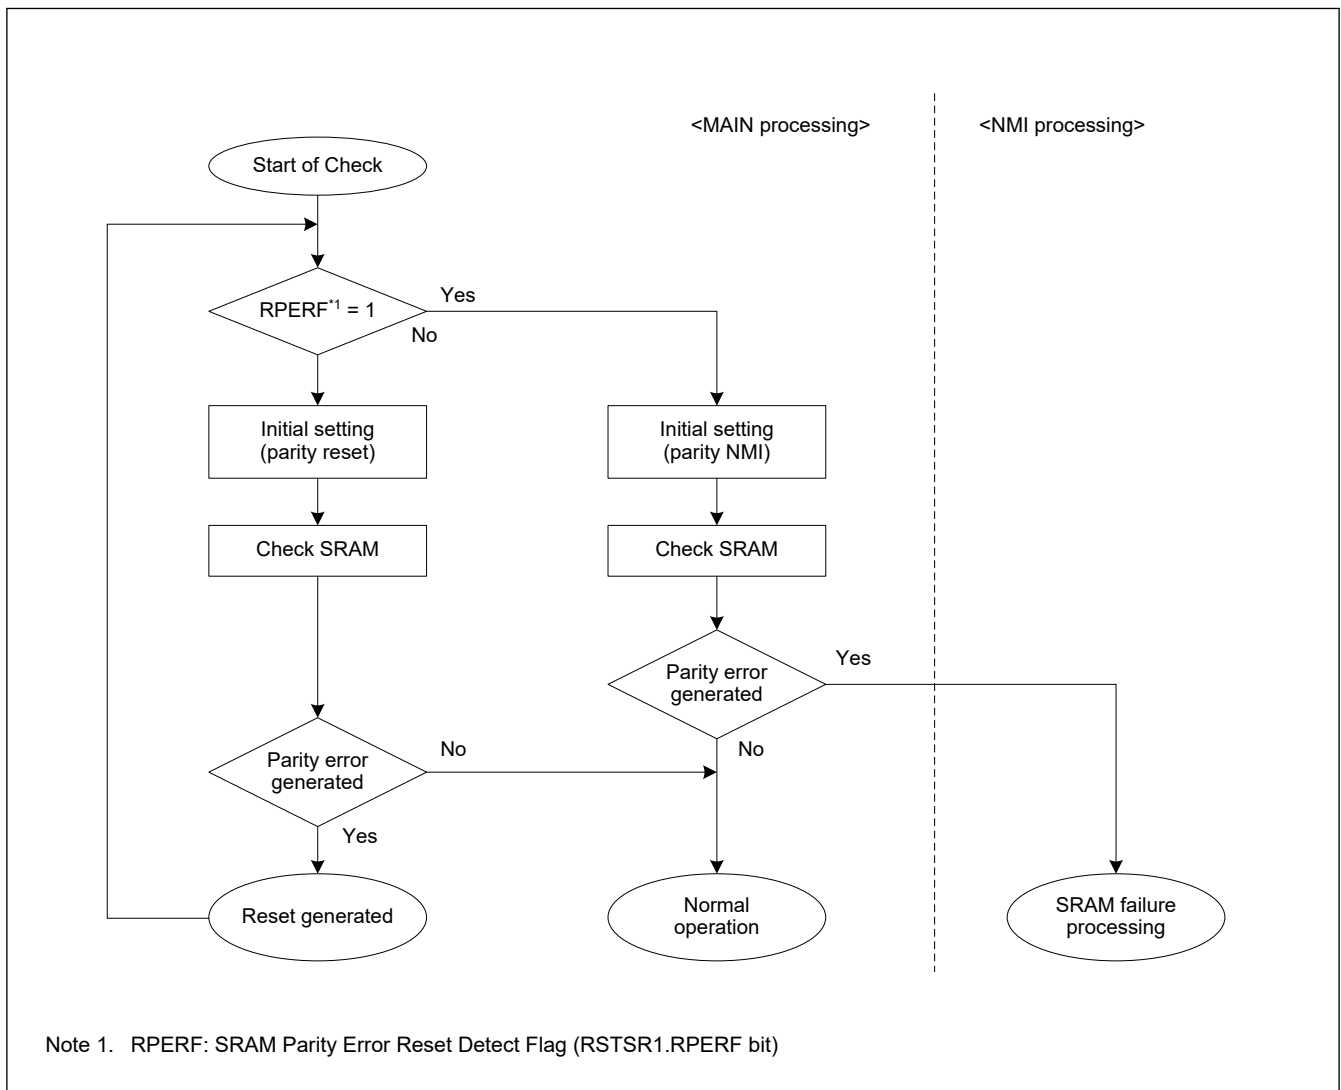 <MAIN processing>
<NMI processing>
Start of Check
RPERF*1 = 1
Yes
No
Initial setting
(parity reset)
Initial setting
(parity NMI)
Check SRAM
Check SRAM
Parity error
generated
Yes
No
Parity error
generated
No
Yes
Reset generated
Normal
operation
SRAM failure
processing
Note 1. RPERF: SRAM Parity Error Reset Detect Flag (RSTSR1.RPERF bit)